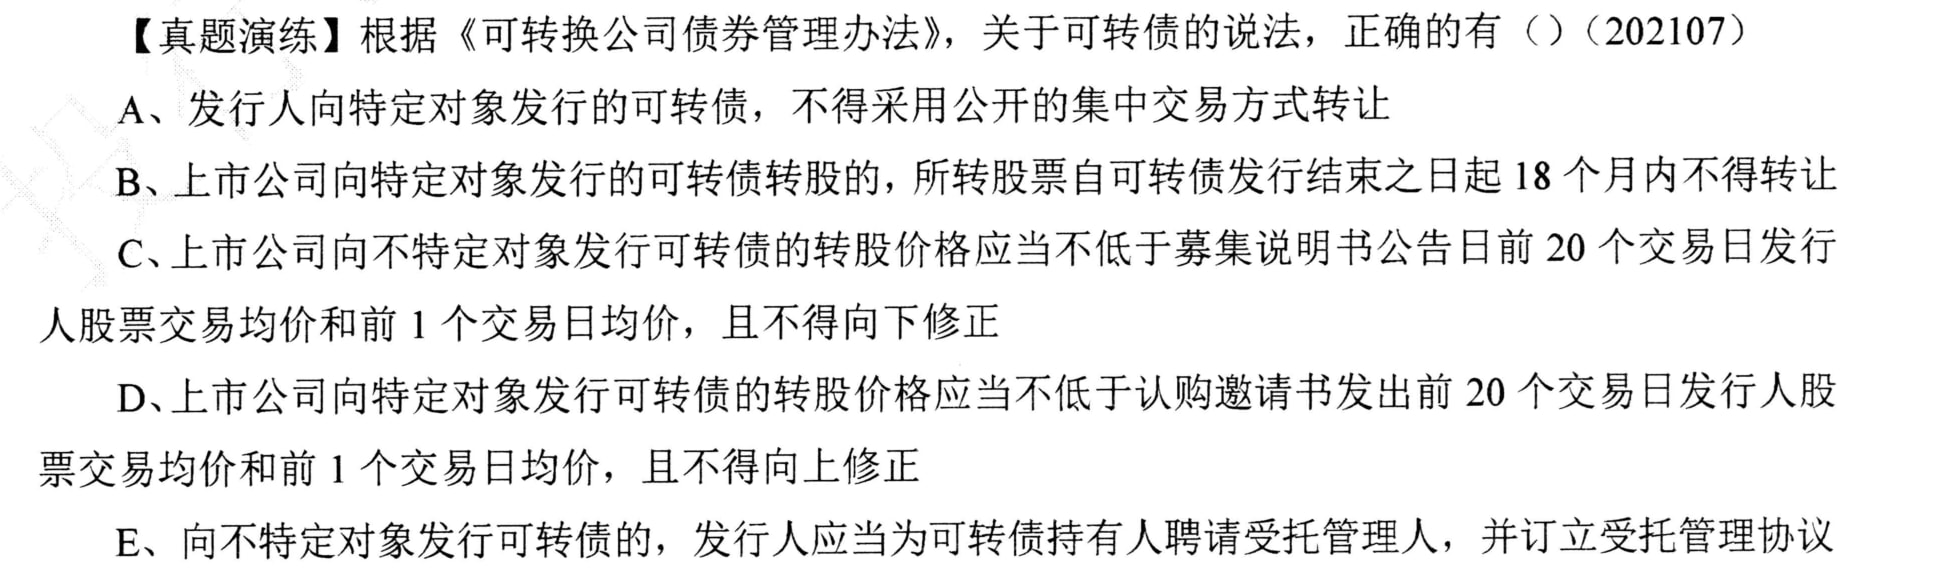 【真题演练】根据《可转换公司债券管理办法》，关于可转债的说法，正确的有（）（202107）
A、发行人向特定对象发行的可转债，不得采用公开的集中交易方式转让
B、上市公司向特定对象发行的可转债转股的，所转股票自可转债发行结束之日起 18 个月内不得转让
C、上市公司向不特定对象发行可转债的转股价格应当不低于募集说明书公告日前 20 个交易日发行
人股票交易均价和前 1 个交易日均价，且不得向下修正
D、上市公司向特定对象发行可转债的转股价格应当不低于认购邀请书发出前 20 个交易日发行人股
票交易均价和前 1 个交易日均价，且不得向上修正
E、向不特定对象发行可转债的，发行人应当为可转债持有人聘请受托管理人，并订立受托管理协议